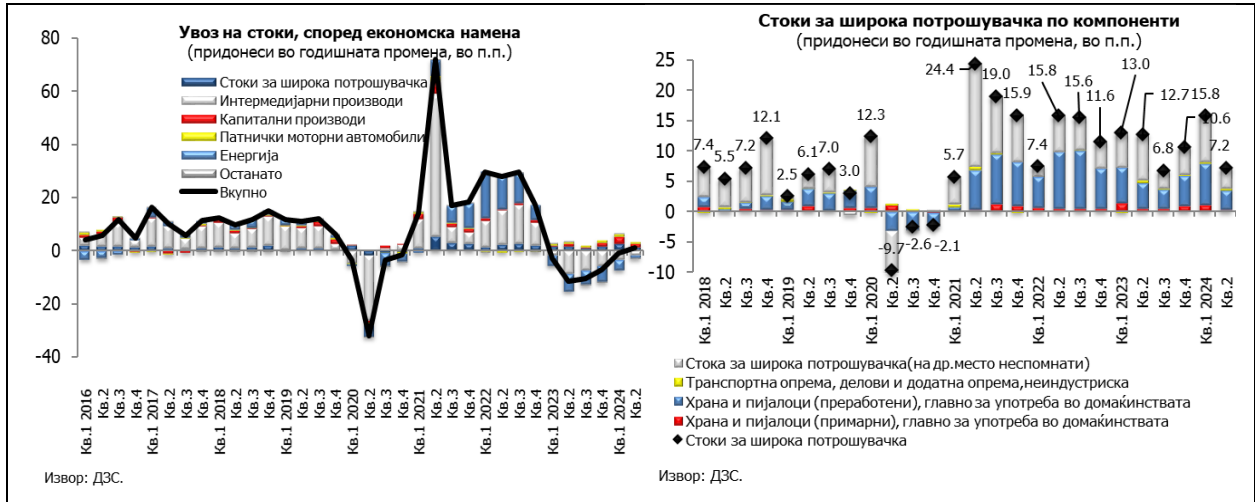 Увоз на стоки, според економска намена
(придонеси во годишната промена, во п.п.)
80
60
40
20
0
-20
-40
Стоки за широка потрошувачка
Интермедијарни производи
Капитални производи
Патнички моторни автомобили
Енергија
Останато
Вкупно
Кв.1 2016
Кв.2
Кв.3
Кв.4
Кв.1 2017
Кв.2
Кв.3
Кв.4
Кв.1 2018
Кв.2
Кв.3
Кв.4
Кв.1 2019
Кв.2
Кв.3
Кв.4
Кв.1 2020
Кв.2
Кв.3
Кв.4
Кв.1 2021
Кв.2
Кв.3
Кв.4
Кв.1 2022
Кв.2
Кв.3
Кв.4
Кв.1 2023
Кв.2
Кв.3
Кв.4
Кв.1 2024
Кв.2
Извор: ДЗС.
Стоки за широка потрошувачка по компоненти
(придонеси во годишната промена, во п.п.)
25
20
15
10
5
0
-5
-10
7.4
5.5
7.2
12.1
2.5
6.1
7.0
3.0
12.3
-9.7
-2.6
-2.1
5.7
24.4
19.0
15.9
7.4
15.8
15.6
11.6
13.0
12.7
6.8
10.6
15.8
7.2
Кв.1 2018
Кв.2
Кв.3
Кв.4
Кв.1 2019
Кв.2
Кв.3
Кв.4
Кв.1 2020
Кв.2
Кв.3
Кв.4
Кв.1 2021
Кв.2
Кв.3
Кв.4
Кв.1 2022
Кв.2
Кв.3
Кв.4
Кв.1 2023
Кв.2
Кв.3
Кв.4
Кв.1 2024
Кв.2
Стока за широка потрошувачка(на др.место неспомнати)
Транспортна опрема, делови и додатна опрема,неиндустриска
Храна и пијалоци (преработени), главно за употреба во домаќинствата
Храна и пијалоци (примарни), главно за употреба во домаќинствата
Стоки за широка потрошувачка
Извор: ДЗС.